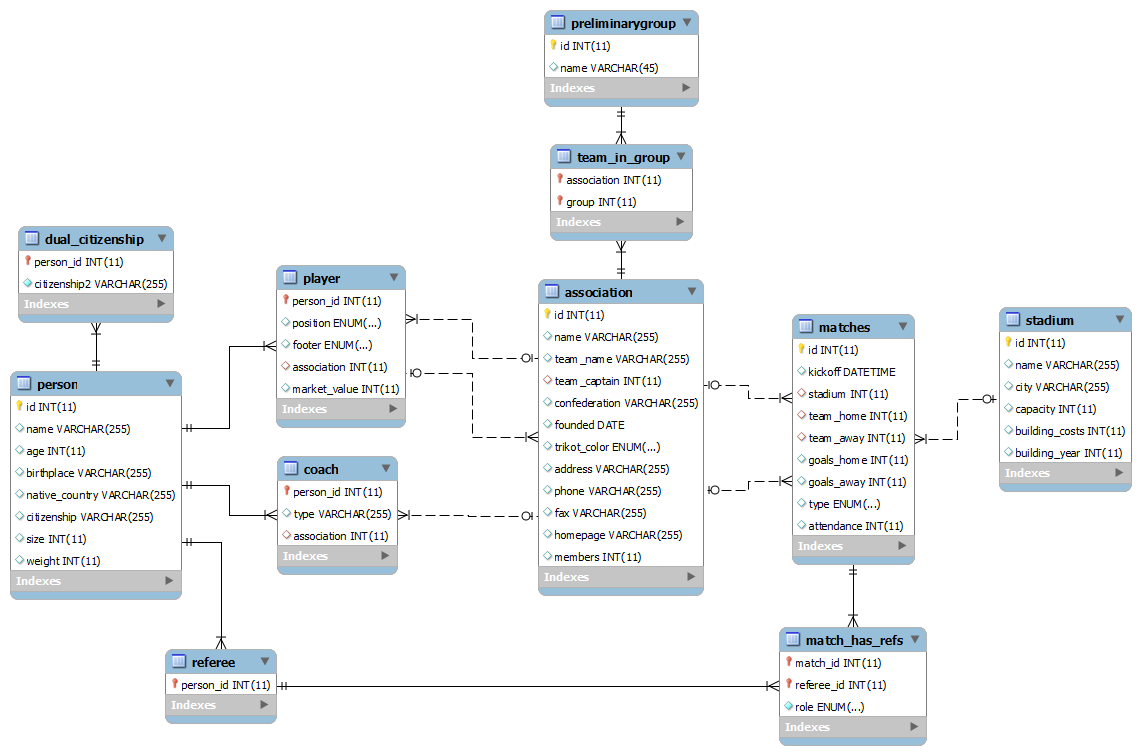 preliminarygroup
id INT(11)
name VARCHAR(45)
Indexes
team_in_group
association INT(11)
group INT(11)
Indexes
dual_citizenship
person_id INT(11)
citizenship2 VARCHAR(255)
Indexes
player
person_id INT(11)
position ENUM(...)
footer ENUM(...)
association INT(11)
market_value INT(11)
Indexes
association
id INT(11)
name VARCHAR(255)
team_name VARCHAR(255)
team_captain INT(11)
confederation VARCHAR(255)
founded DATE
trikot_color ENUM(...)
address VARCHAR(255)
phone VARCHAR(255)
fax VARCHAR(255)
homepage VARCHAR(255)
members INT(11)
Indexes
matches
id INT(11)
kickoff DATETIME
stadium INT(11)
team_home INT(11)
team_away INT(11)
goals_home INT(11)
goals_away INT(11)
type ENUM(...)
attendance INT(11)
Indexes
stadium
id INT(11)
name VARCHAR(255)
city VARCHAR(255)
capacity INT(11)
building_costs INT(11)
building_year INT(11)
Indexes
person
id INT(11)
name VARCHAR(255)
age INT(11)
birthplace VARCHAR(255)
native_country VARCHAR(255)
citizenship VARCHAR(255)
size INT(11)
weight INT(11)
Indexes
coach
person_id INT(11)
type VARCHAR(255)
association INT(11)
Indexes
referee
person_id INT(11)
Indexes
match_has_refs
match_id INT(11)
referee_id INT(11)
role ENUM(...)
Indexes